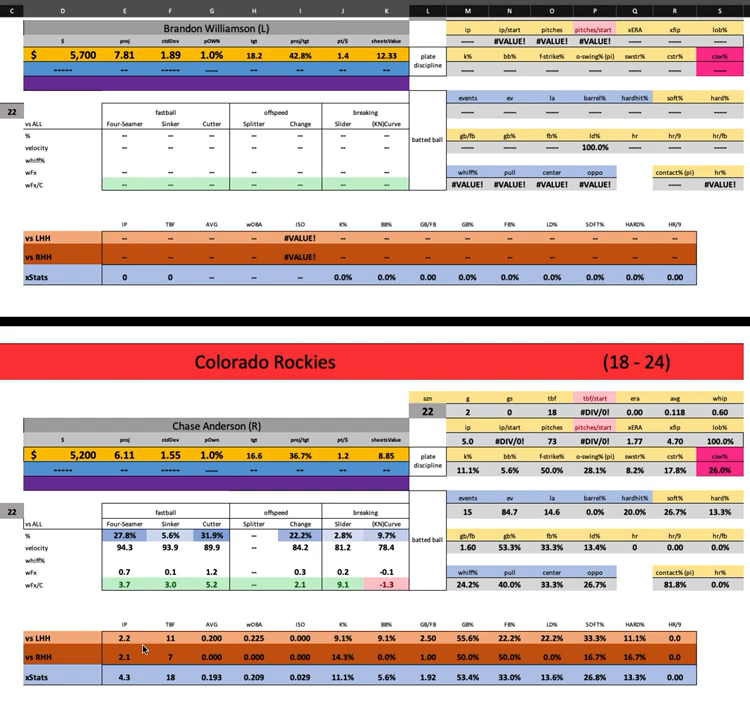 C D E F G H I J K L M N O P Q R S
Brandon Williamson (L) ip ip/start pitches pitches/start xERA xfip lob%
$ proj stdDev pOWN tgt proj/tgt pt/$ sheetsValue ----- #VALUE! #VALUE! #VALUE! ----- ----- -----
$ 5,700 7.81 1.89 1.0% 18.2 42.8% 1.4 12.33 plate discipline k% bb% f-strike% o-swing% (pi) swstr% cstr% csw%
----- ----- ----- ----- ----- ----- ----- ----- ----- ----- ----- ----- ----- ----- -----
events ev la barrel% hardhit% soft% hard%
22 fastball offspeed breaking ----- ----- ----- ----- ----- ----- -----
vs ALL Four-Seamer Sinker Cutter Splitter Change Slider (KN)Curve
% -- -- -- -- -- -- -- batted ball gb/fb gb% fb% ld% hr hr/9 hr/fb
velocity -- -- -- -- -- -- -- 100.0%
whiff%
wFx -- -- -- -- -- -- -- whiff% pull center oppo contact% (pi) hr%
wFx/C -- -- -- -- -- -- -- #VALUE! #VALUE! #VALUE! #VALUE! ----- #VALUE!
IP TBF AVG wOBA ISO K% BB% GB/FB GB% FB% LD% SOFT% HARD% HR/9
vs LHH -- -- -- -- #VALUE! -- -- -- -- -- -- -- -- --
vs RHH -- -- -- -- #VALUE! -- -- -- -- -- -- -- -- --
xStats 0 0 -- -- -- 0.0% 0.0% 0.00 0.0% 0.0% 0.0% 0.0% 0.0% 0.00
Colorado Rockies (18 - 24)
szn g gs tbf tbf/start era avg whip
22 2 0 18 #DIV/0! 0.00 0.118 0.60
Chase Anderson (R) ip ip/start pitches pitches/start xERA xfip lob%
$ proj stdDev pOwn tgt proj/tgt pt/$ sheetsValue 5.0 #DIV/0! 73 #DIV/0! 1.77 4.70 100.0%
$ 5,200 6.11 1.55 1.0% 16.6 36.7% 1.2 8.85 plate discipline k% bb% f-strike% o-swing% (pi) swstr% cstr% csw%
----- ----- ----- ----- ----- ----- ----- ----- 11.1% 5.6% 50.0% 28.1% 8.2% 17.8% 26.0%
events ev la barrel% hardhit% soft% hard%
22 fastball offspeed breaking 15 84.7 14.6 0.0% 20.0% 26.7% 13.3%
vs ALL Four-Seamer Sinker Cutter Splitter Change Slider (KN)Curve
% 27.8% 5.6% 31.9% -- 22.2% 2.8% 9.7% batted ball gb/fb gb% fb% ld% hr hr/9 hr/fb
velocity 94.3 93.9 89.9 -- 84.2 81.2 78.4 1.60 53.3% 33.3% 13.4% 0 0.00 0.0%
whiff%
wFx 0.7 0.1 1.2 -- 0.3 0.2 -0.1 whiff% pull center oppo contact% (pi) hr%
wFx/C 3.7 3.0 5.2 -- 2.1 9.1 -1.3 24.2% 40.0% 33.3% 26.7% 81.8% 0.0%
IP TBF AVG wOBA ISO K% BB% GB/FB GB% FB% LD% SOFT% HARD% HR/9
vs LHH 2.2 11 0.200 0.225 0.000 9.1% 9.1% 2.50 55.6% 22.2% 22.2% 33.3% 11.1% 0.0
vs RHH 2.1 7 0.000 0.000 0.000 14.3% 0.0% 1.00 50.0% 50.0% 0.0% 16.7% 16.7% 0.0
xStats 4.3 18 0.193 0.209 0.029 11.1% 5.6% 1.92 53.4% 33.0% 13.6% 26.8% 13.3% 0.00